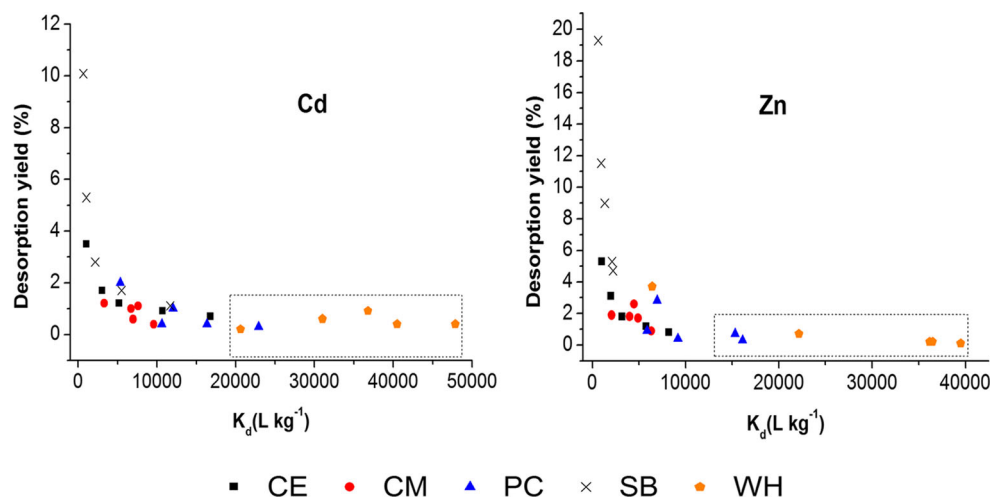 Cd
Desorption yield (%)
12
10
8
6
4
2
0
0 10000 20000 30000 40000 50000
K_d(L kg⁻¹)
Zn
Desorption yield (%)
20
18
16
14
12
10
8
6
4
2
0
0 10000 20000 30000 40000
K_d(L kg⁻¹)
CE CM PC SB WH